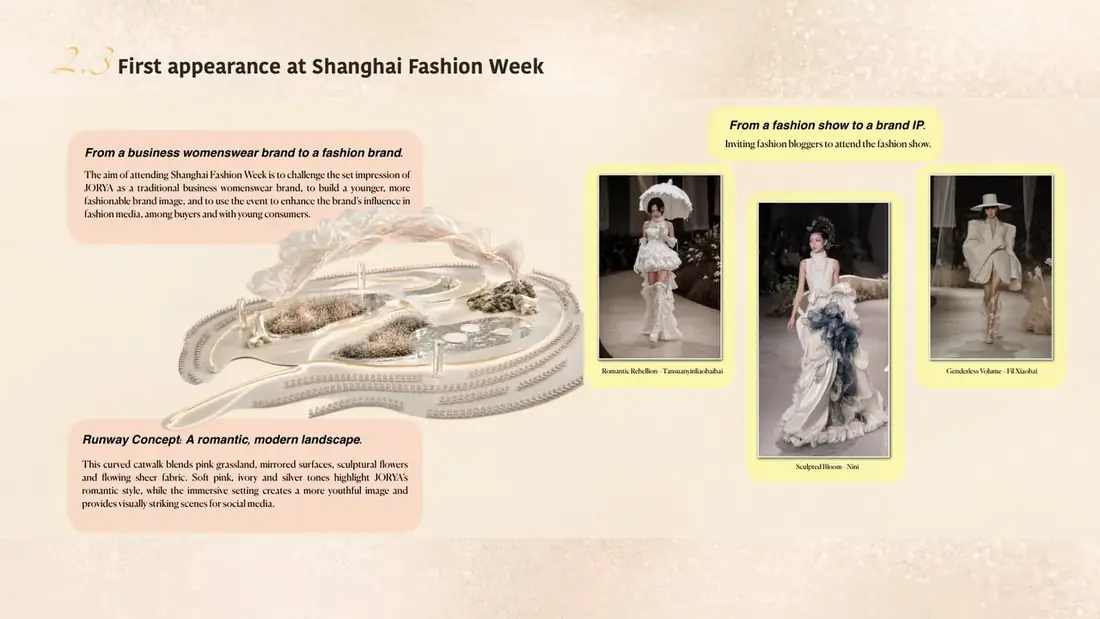 2.3 First appearance at Shanghai Fashion Week
From a business womenswear brand to a fashion brand.
The aim of attending Shanghai Fashion Week is to challenge the set impression of
JORYA as a traditional business womenswear brand, to build a younger, more
fashionable brand image, and to use the event to enhance the brand's influence in
fashion media, among buyers and with young consumers.
Runway Concept: A romantic, modern landscape.
This curved catwalk blends pink grassland, mirrored surfaces, sculptural flowers
and flowing sheer fabric. Soft pink, ivory and silver tones highlight JORYA's
romantic style, while the immersive setting creates a more youthful image and
provides visually striking scenes for social media.
From a fashion show to a brand IP.
Inviting fashion bloggers to attend the fashion show.
Romantic Rebellion—Tansuanyinliaobaibai
Sculpted Bloom—Nini
Genderless Volume—Fil Xiaobai